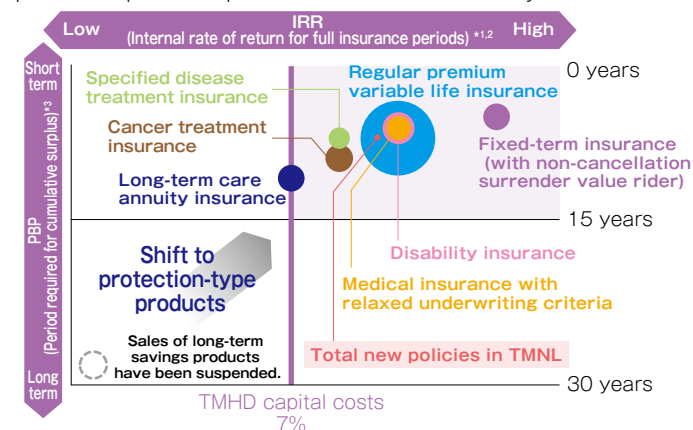 IRR
Low
(Internal rate of return for full insurance periods) *1,2
High
Short
term
PBP
(Period required for cumulative surplus)*3
Long
term
0 years
15 years
30 years
Specified disease
treatment insurance
Regular premium
variable life insurance
Cancer treatment
insurance
Fixed-term insurance
(with non-cancellation
surrender value rider)
Long-term care
annuity insurance
Disability insurance
Shift to
protection-type
products
Medical insurance with
relaxed underwriting criteria
Sales of long-term
savings products
have been suspended.
Total new policies in TMNL
TMHD capital costs
7%